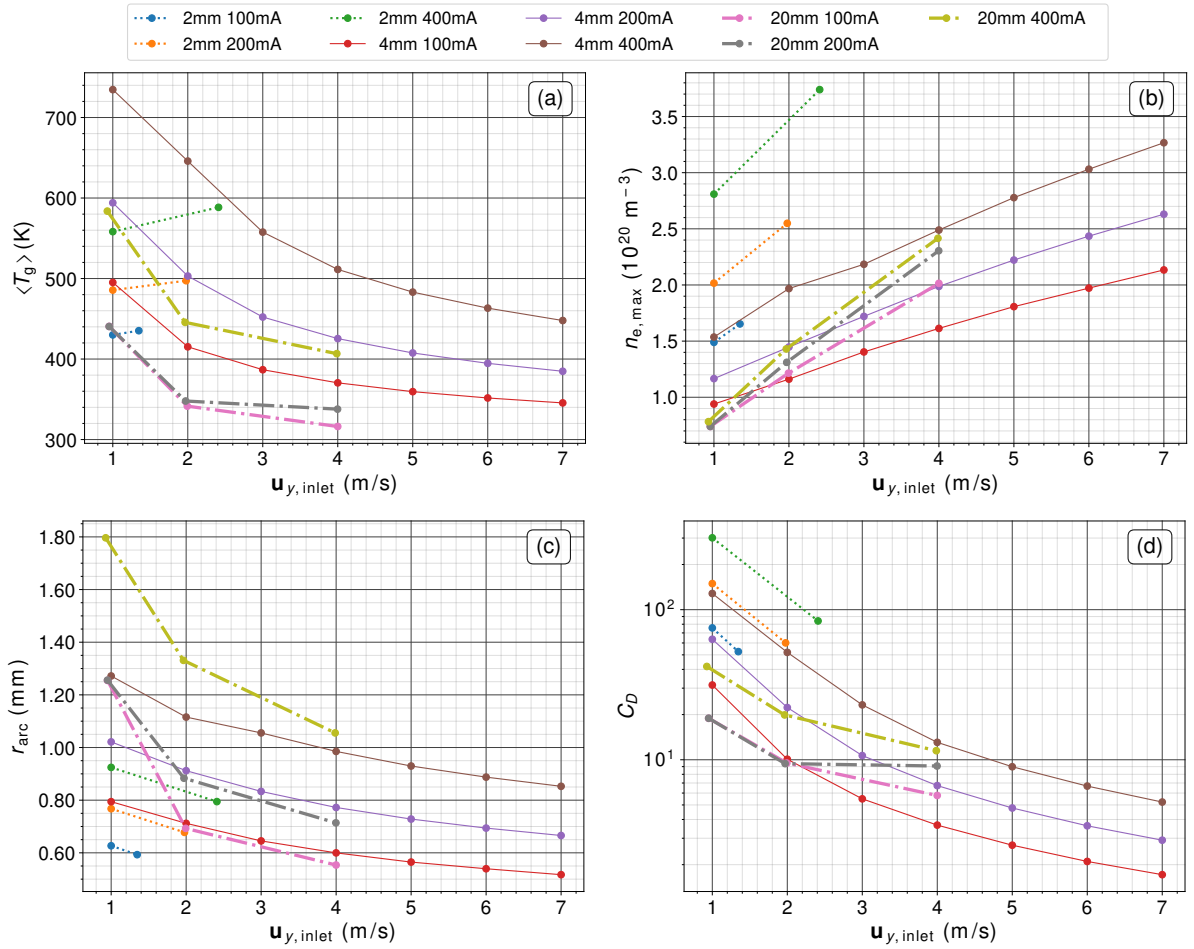 2mm 100mA 2mm 400mA 4mm 200mA 20mm 100mA 20mm 400mA
2mm 200mA 4mm 100mA 4mm 400mA 20mm 200mA
(a)
⟨T_g⟩ (K)
700
600
500
400
300
1 2 3 4 5 6 7
u_y, inlet (m/s)
(b)
n_e, max (10^20 m^−3)
3.5
3.0
2.5
2.0
1.5
1.0
1 2 3 4 5 6 7
u_y, inlet (m/s)
(c)
r_arc (mm)
1.80
1.60
1.40
1.20
1.00
0.80
0.60
1 2 3 4 5 6 7
u_y, inlet (m/s)
(d)
C_D
10^2
10^1
1 2 3 4 5 6 7
u_y, inlet (m/s)